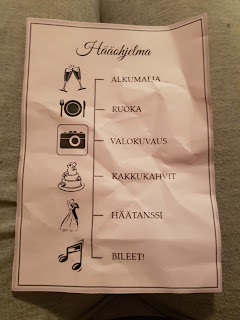 Hääohjelma
ALKUMALJA
RUOKA
VALOKUVAUS
KAKKUKAHVIT
HÄÄTANSSI
BILEET!